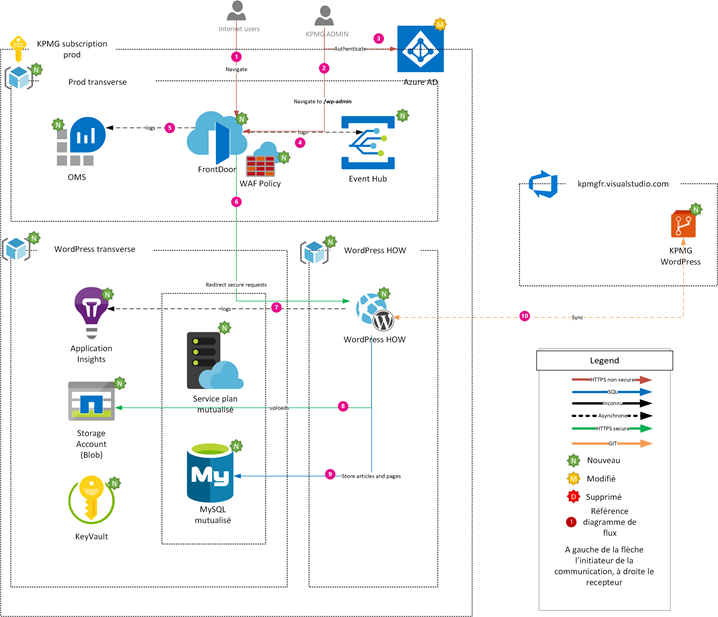 Internet users
KPMG ADMIN
KPMG subscription
prod
1
3
Authenticate
M
Azure AD
N
Prod transverse
Navigate
2
Navigate to /wp-admin
N
OMS
logs
5
N
FrontDoor
4
logs
N
WAF Policy
N
Event Hub
6
kpmgfr.visualstudio.com
N
KPMG
WordPress
N
WordPress transverse
N
WordPress HOW
Redirect secure requests
N
Application
Insights
logs
7
N
WordPress HOW
10
Sync
N
Service plan
mutualisé
N
Storage
Account
(Blob)
uploads
8
My
N
MySQL
mutualisé
9
Store articles and pages
N
KeyVault
Legend
HTTPS non secure
SQL
Inconnu
Asynchrone
HTTPS secure
GIT
N
Nouveau
M
Modifié
D
Supprimé
1
Référence
diagramme de
flux
A gauche de la flèche
l'initiateur de la
communication, à droite le
recepteur